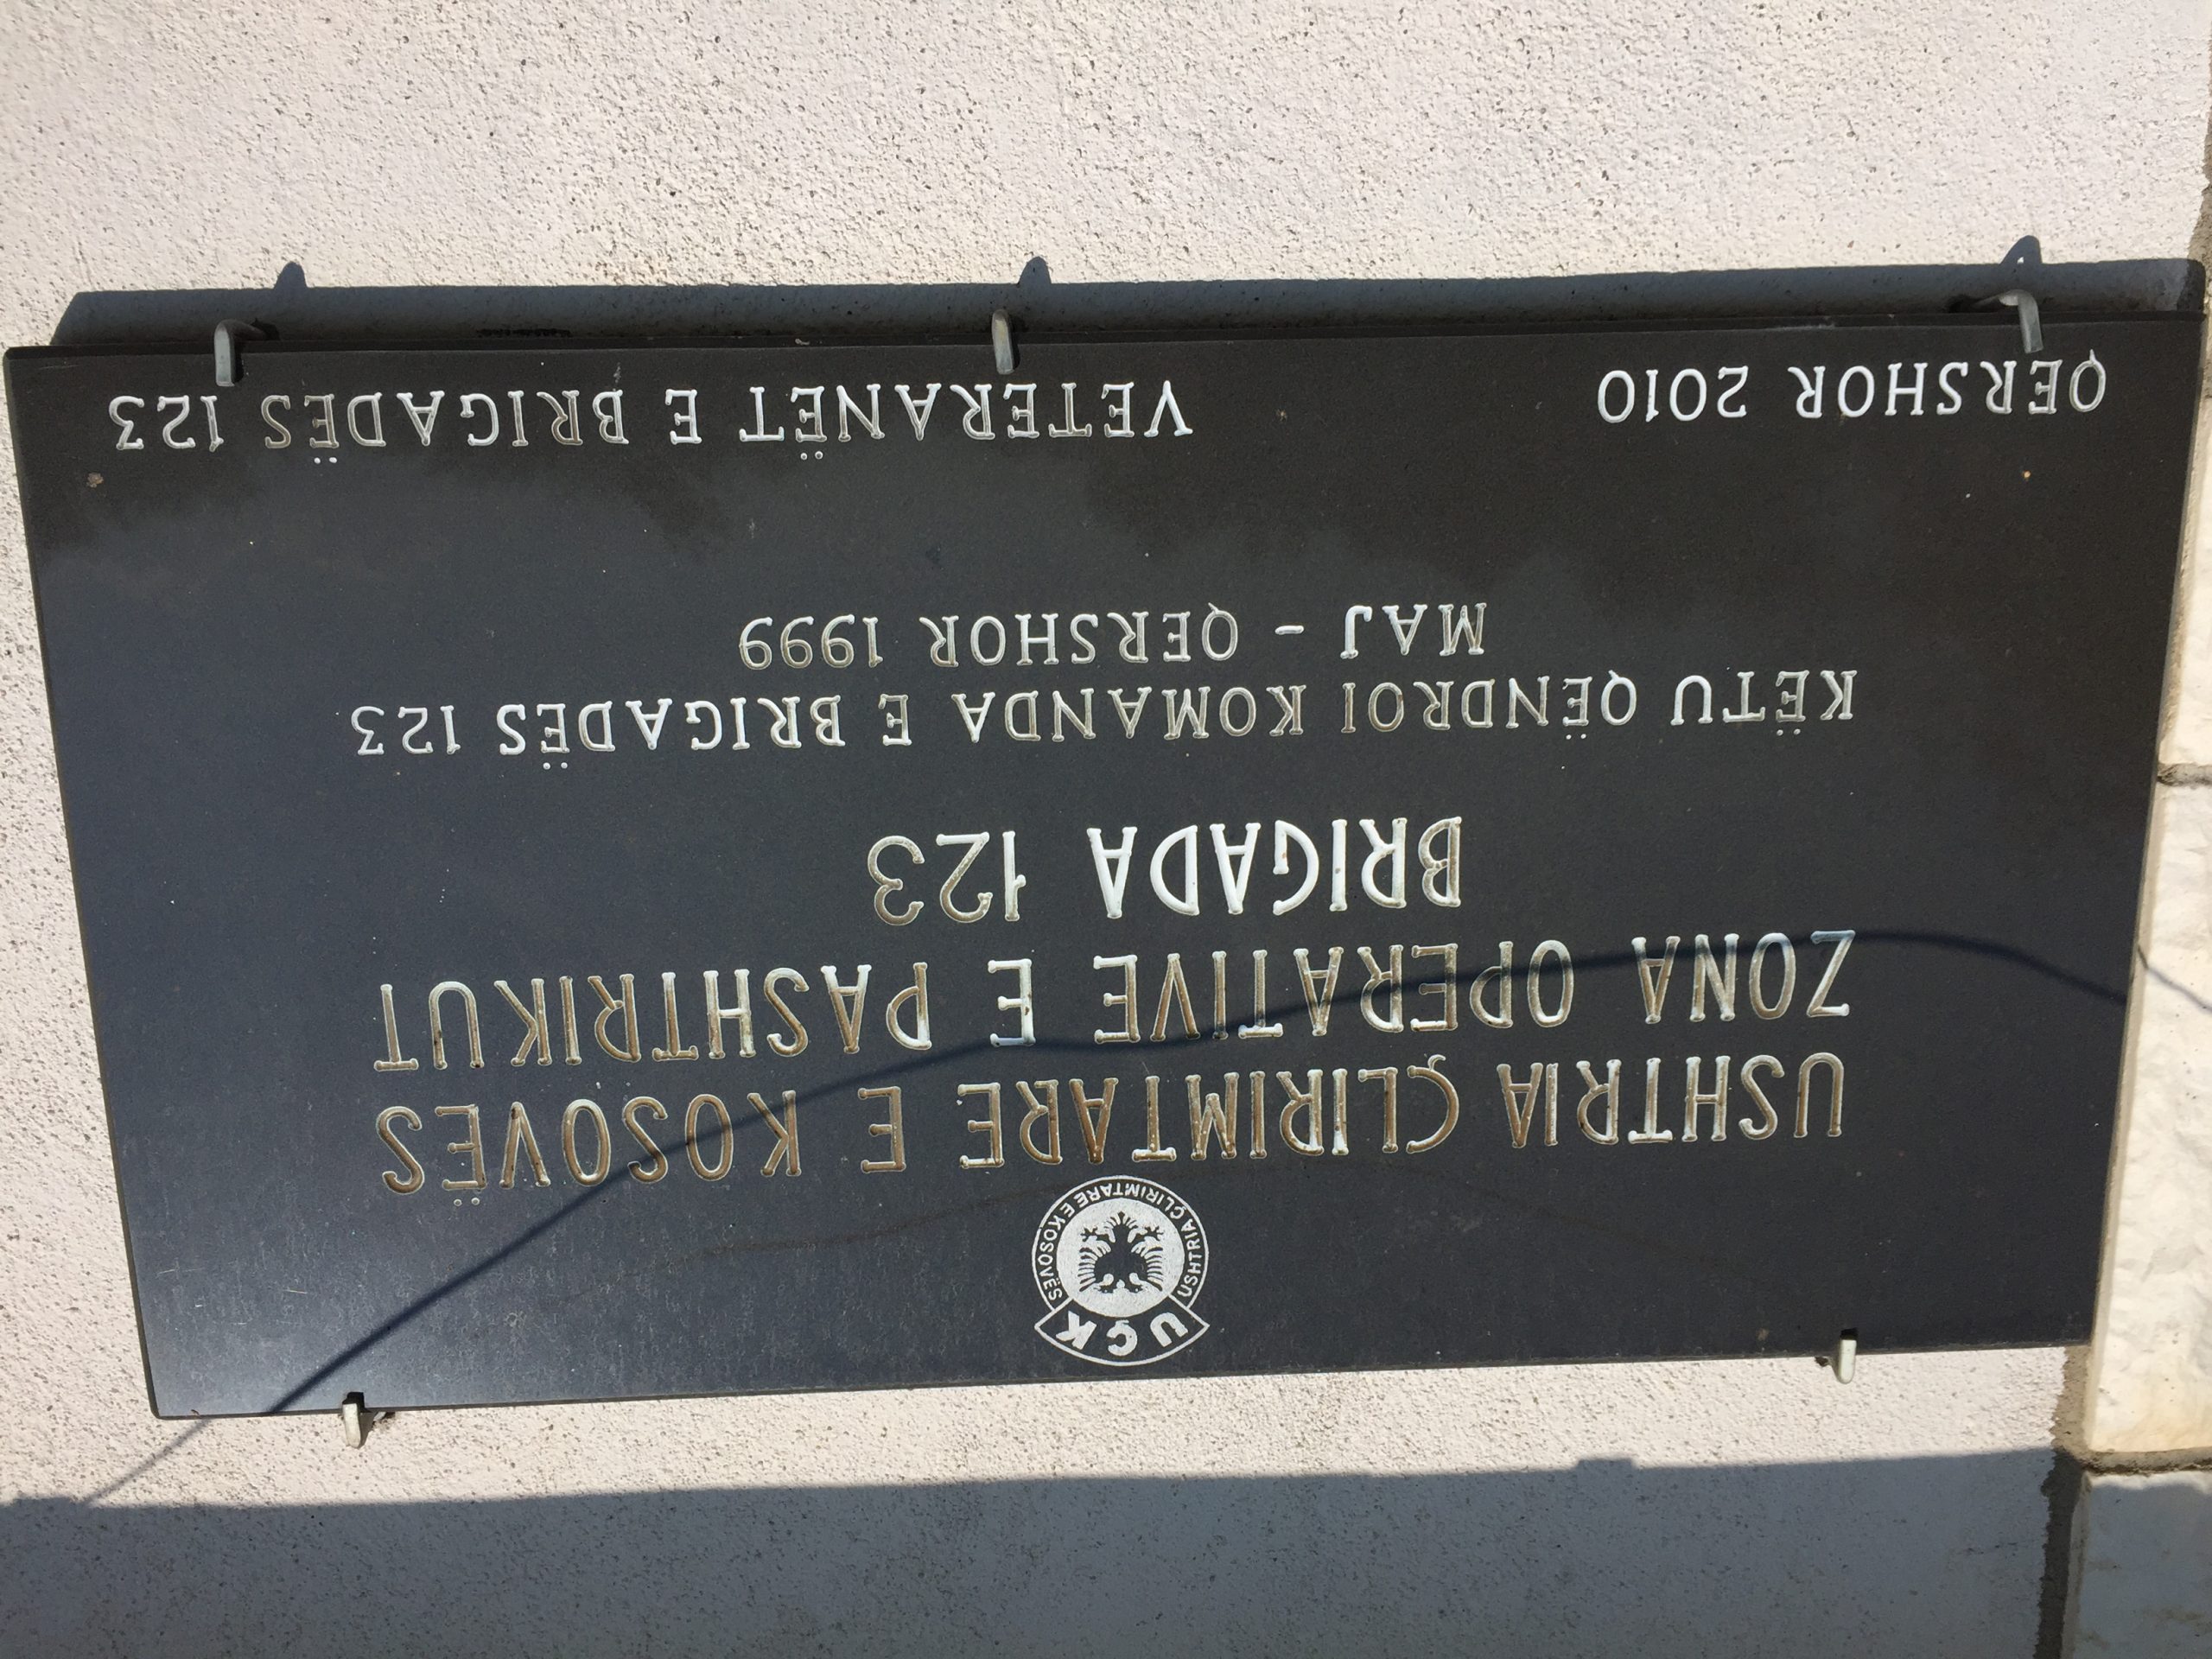 UÇK
USHTRIA ÇLIRIMTARE E KOSOVËS
USHTRIA ÇLIRIMTARE E KOSOVËS
ZONA OPERATIVE E PASHTRIKUT
BRIGADA 123
KËTU QËNDROI KOMANDA E BRIGADËS 123
MAJ - QERSHOR 1999
QERSHOR 2010 VETERANËT E BRIGADËS 123